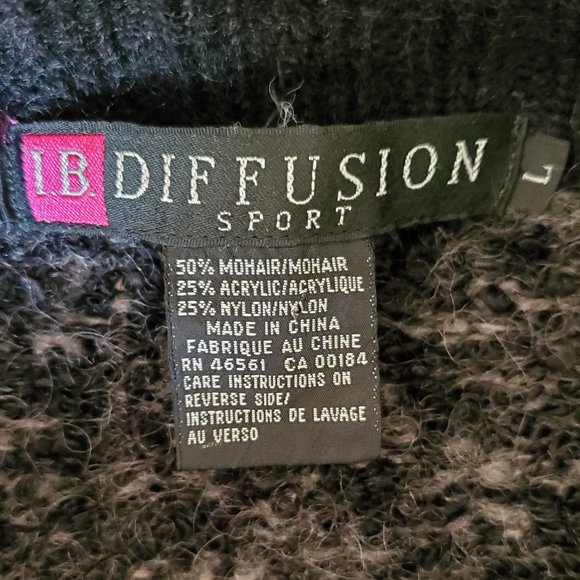 I.B. DIFFUSION
SPORT
L
50% MOHAIR/MOHAIR
25% ACRYLIC/ACRYLIQUE
25% NYLON/NYLON
MADE IN CHINA
FABRIQUE AU CHINE
RN 46561 CA 00184
CARE INSTRUCTIONS ON
REVERSE SIDE/
INSTRUCTIONS DE LAVAGE
AU VERSO